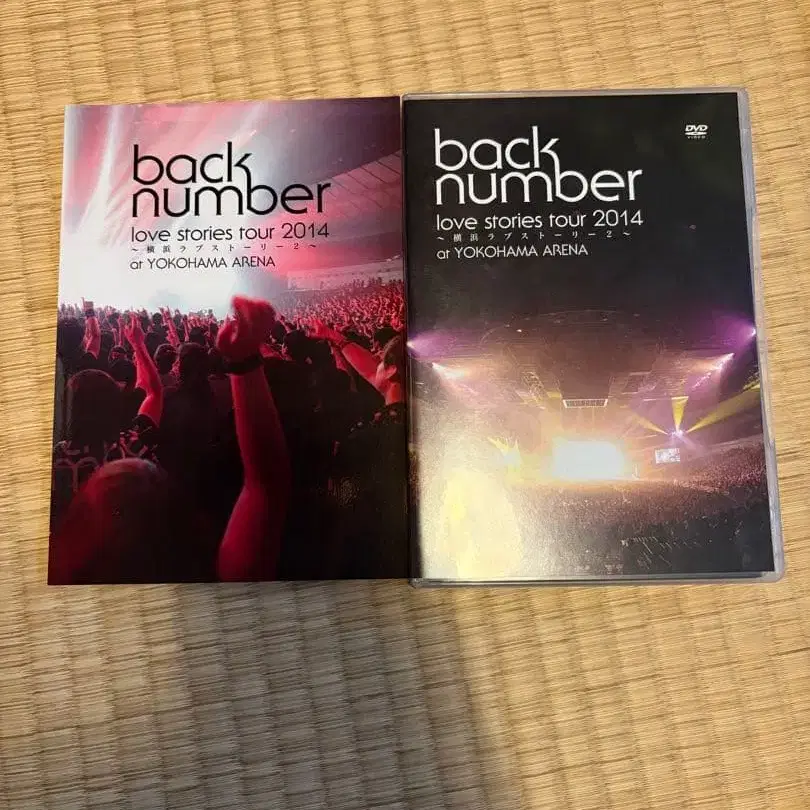 back
number
love stories tour 2014
～横浜ラブストーリー2～
at YOKOHAMA ARENA
DVD
VIDEO
back
number
love stories tour 2014
～横浜ラブストーリー2～
at YOKOHAMA ARENA